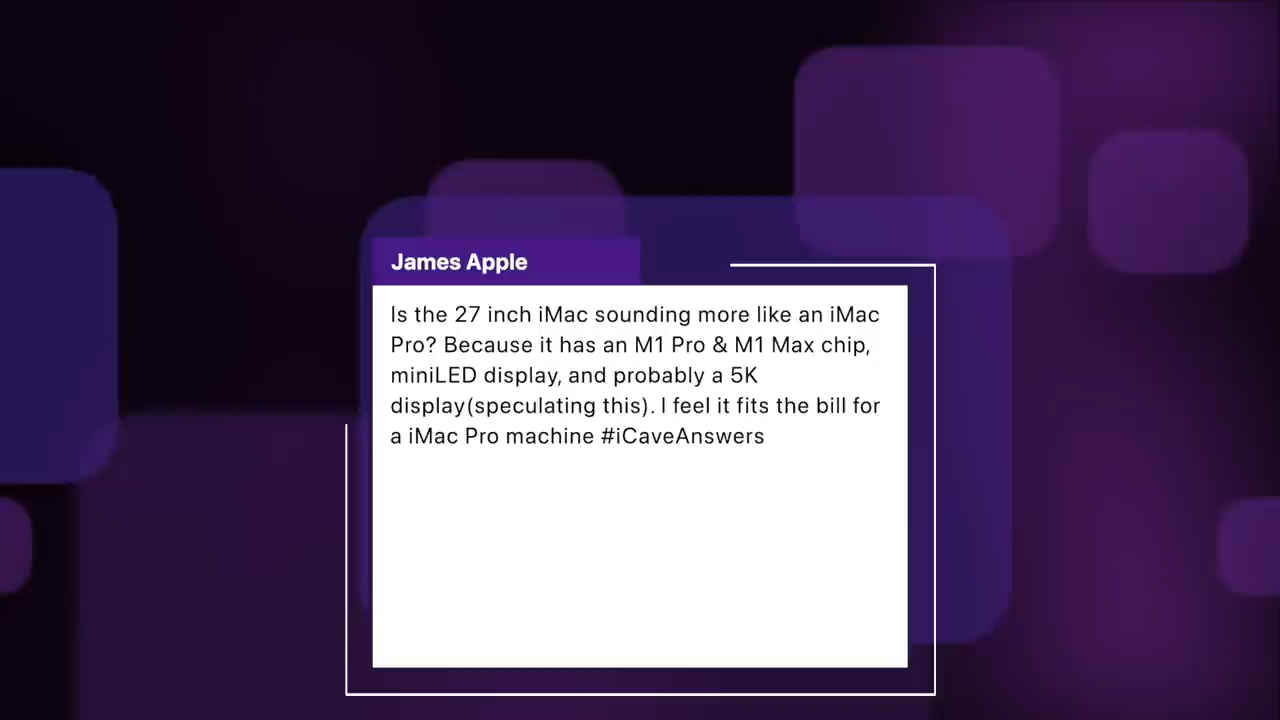 James Apple
Is the 27 inch iMac sounding more like an iMac
Pro? Because it has an M1 Pro & M1 Max chip,
miniLED display, and probably a 5K
display(speculating this). I feel it fits the bill for
a iMac Pro machine #iCaveAnswers